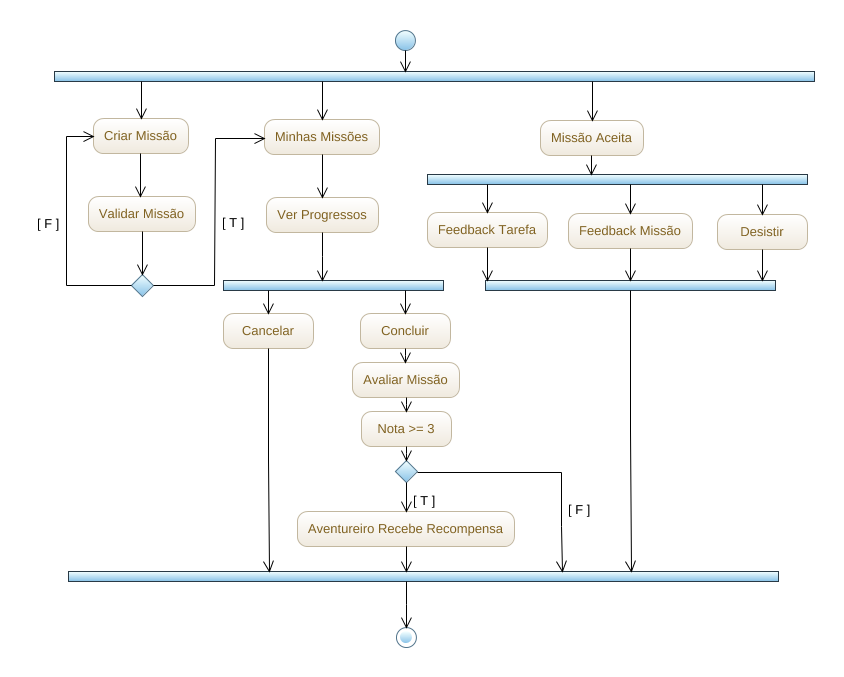 Criar Missão
Minhas Missões
Missão Aceita
Validar Missão
Ver Progressos
[ F ]
[ T ]
Feedback Tarefa
Feedback Missão
Desistir
Cancelar
Concluir
Avaliar Missão
Nota >= 3
[ T ]
[ F ]
Aventureiro Recebe Recompensa